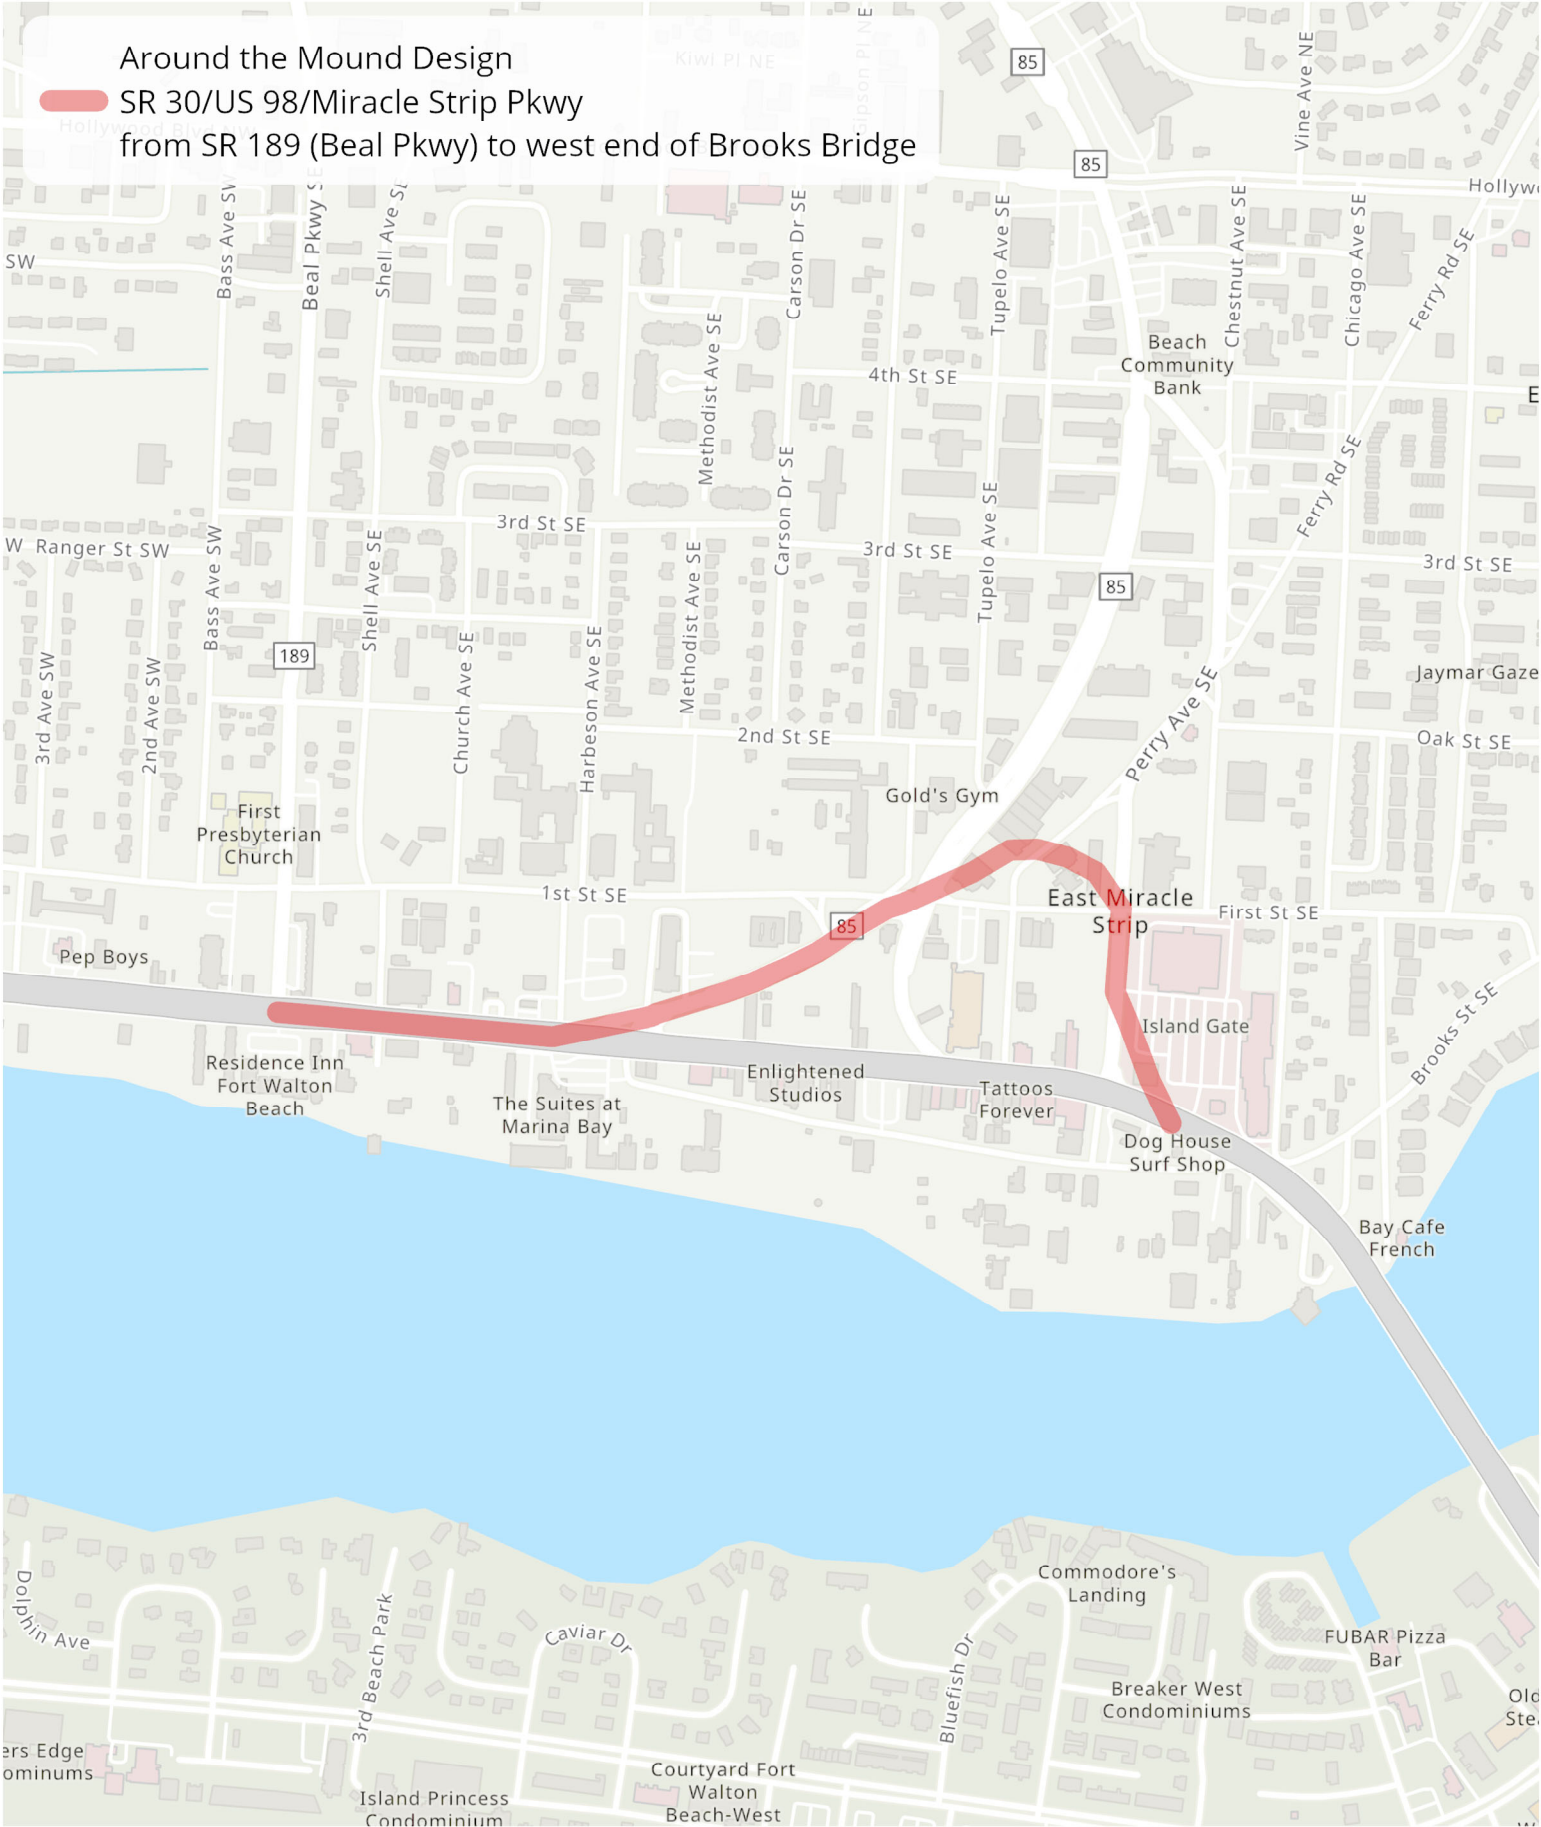 Around the Mound Design
SR 30/US 98/Miracle Strip Pkwy
from SR 189 (Beal Pkwy) to west end of Brooks Bridge
Kiwi Pl NE
Hollywood Blvd NW
85
Vine Ave NE
85
Hollyw
SW
Bass Ave SW
Beal Pkwy SE
Shell Ave SE
Carson Dr SE
Tupelo Ave SE
Chestnut Ave SE
Chicago Ave SE
Ferry Rd SE
Methodist Ave SE
Beach
Community
Bank
4th St SE
E
Carson Dr SE
Ferry Rd SE
Tupelo Ave SE
3rd St SE
W Ranger St SW
Bass Ave SW
Shell Ave SE
Methodist Ave SE
3rd St SE
3rd St SE
85
189
3rd Ave SW
2nd Ave SW
Church Ave SE
Harbeson Ave SE
Jaymar Gaze
2nd St SE
Perry Ave SE
Oak St SE
Gold's Gym
First
Presbyterian
Church
1st St SE
East Miracle
Strip
First St SE
85
Pep Boys
Island Gate
Brooks St SE
Residence Inn
Fort Walton
Beach
The Suites at
Marina Bay
Enlightened
Studios
Tattoos
Forever
Dog House
Surf Shop
Bay Cafe
French
Commodore's
Landing
Dolphin Ave
3rd Beach Park
Caviar Dr
Bluefish Dr
FUBAR Pizza
Bar
Breaker West
Condominiums
Old
Ste
ers Edge
ominums
Courtyard Fort
Walton
Beach-West
Island Princess
Condominium